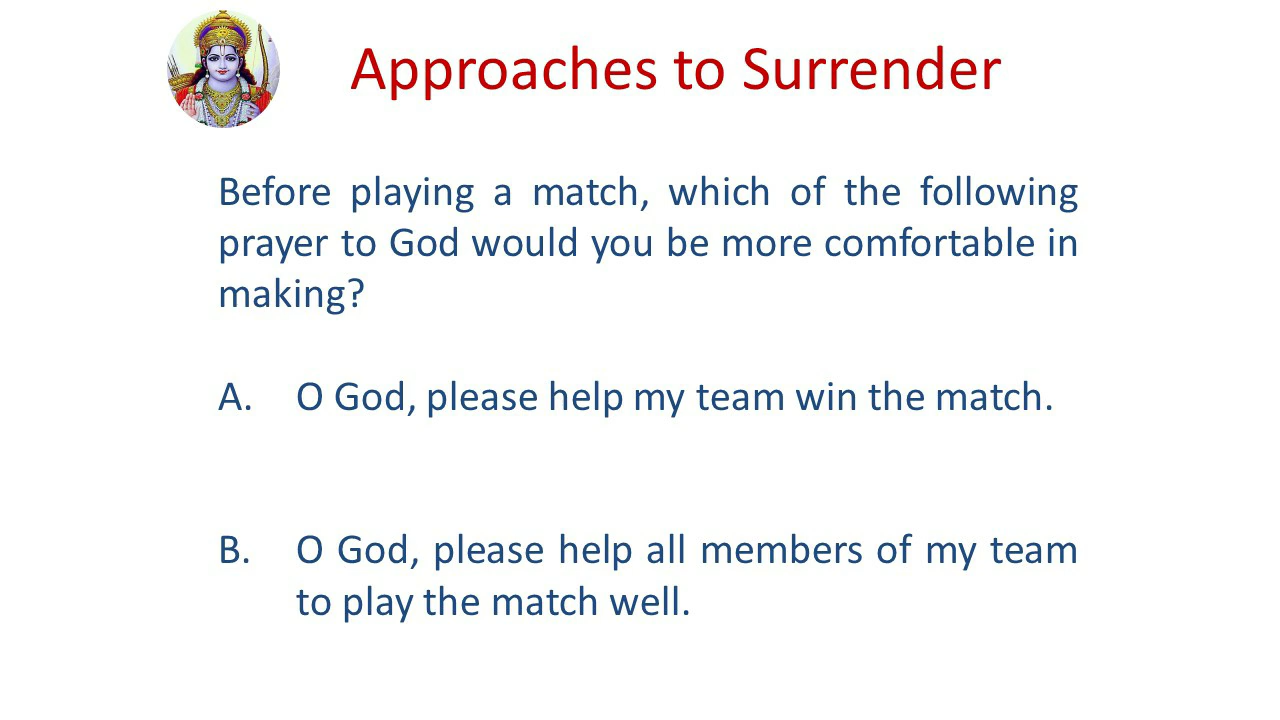 Approaches to Surrender
Before playing a match, which of the following
prayer to God would you be more comfortable in
making?
A. O God, please help my team win the match.
B. O God, please help all members of my team
to play the match well.